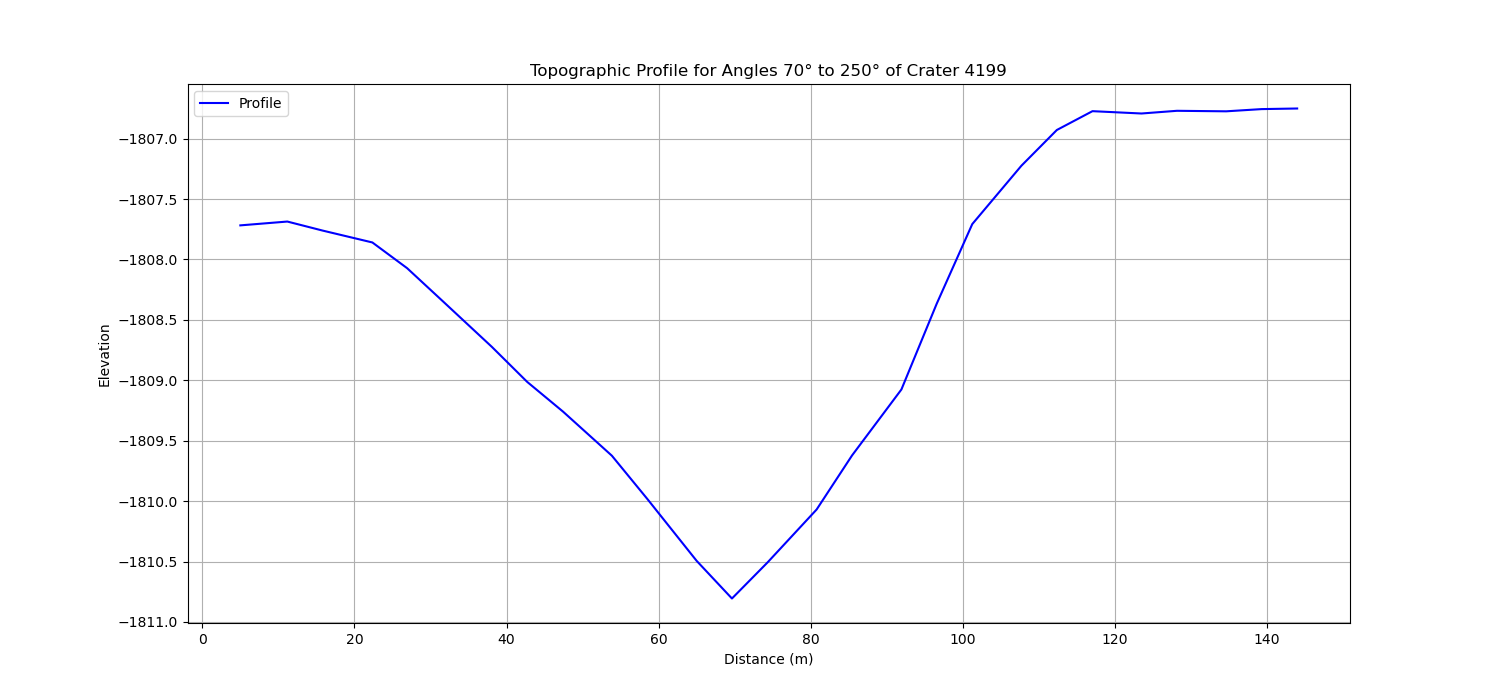 Topographic Profile for Angles 70° to 250° of Crater 4199
Profile
−1807.0
−1807.5
−1808.0
−1808.5
−1809.0
−1809.5
−1810.0
−1810.5
−1811.0
Elevation
0 20 40 60 80 100 120 140
Distance (m)